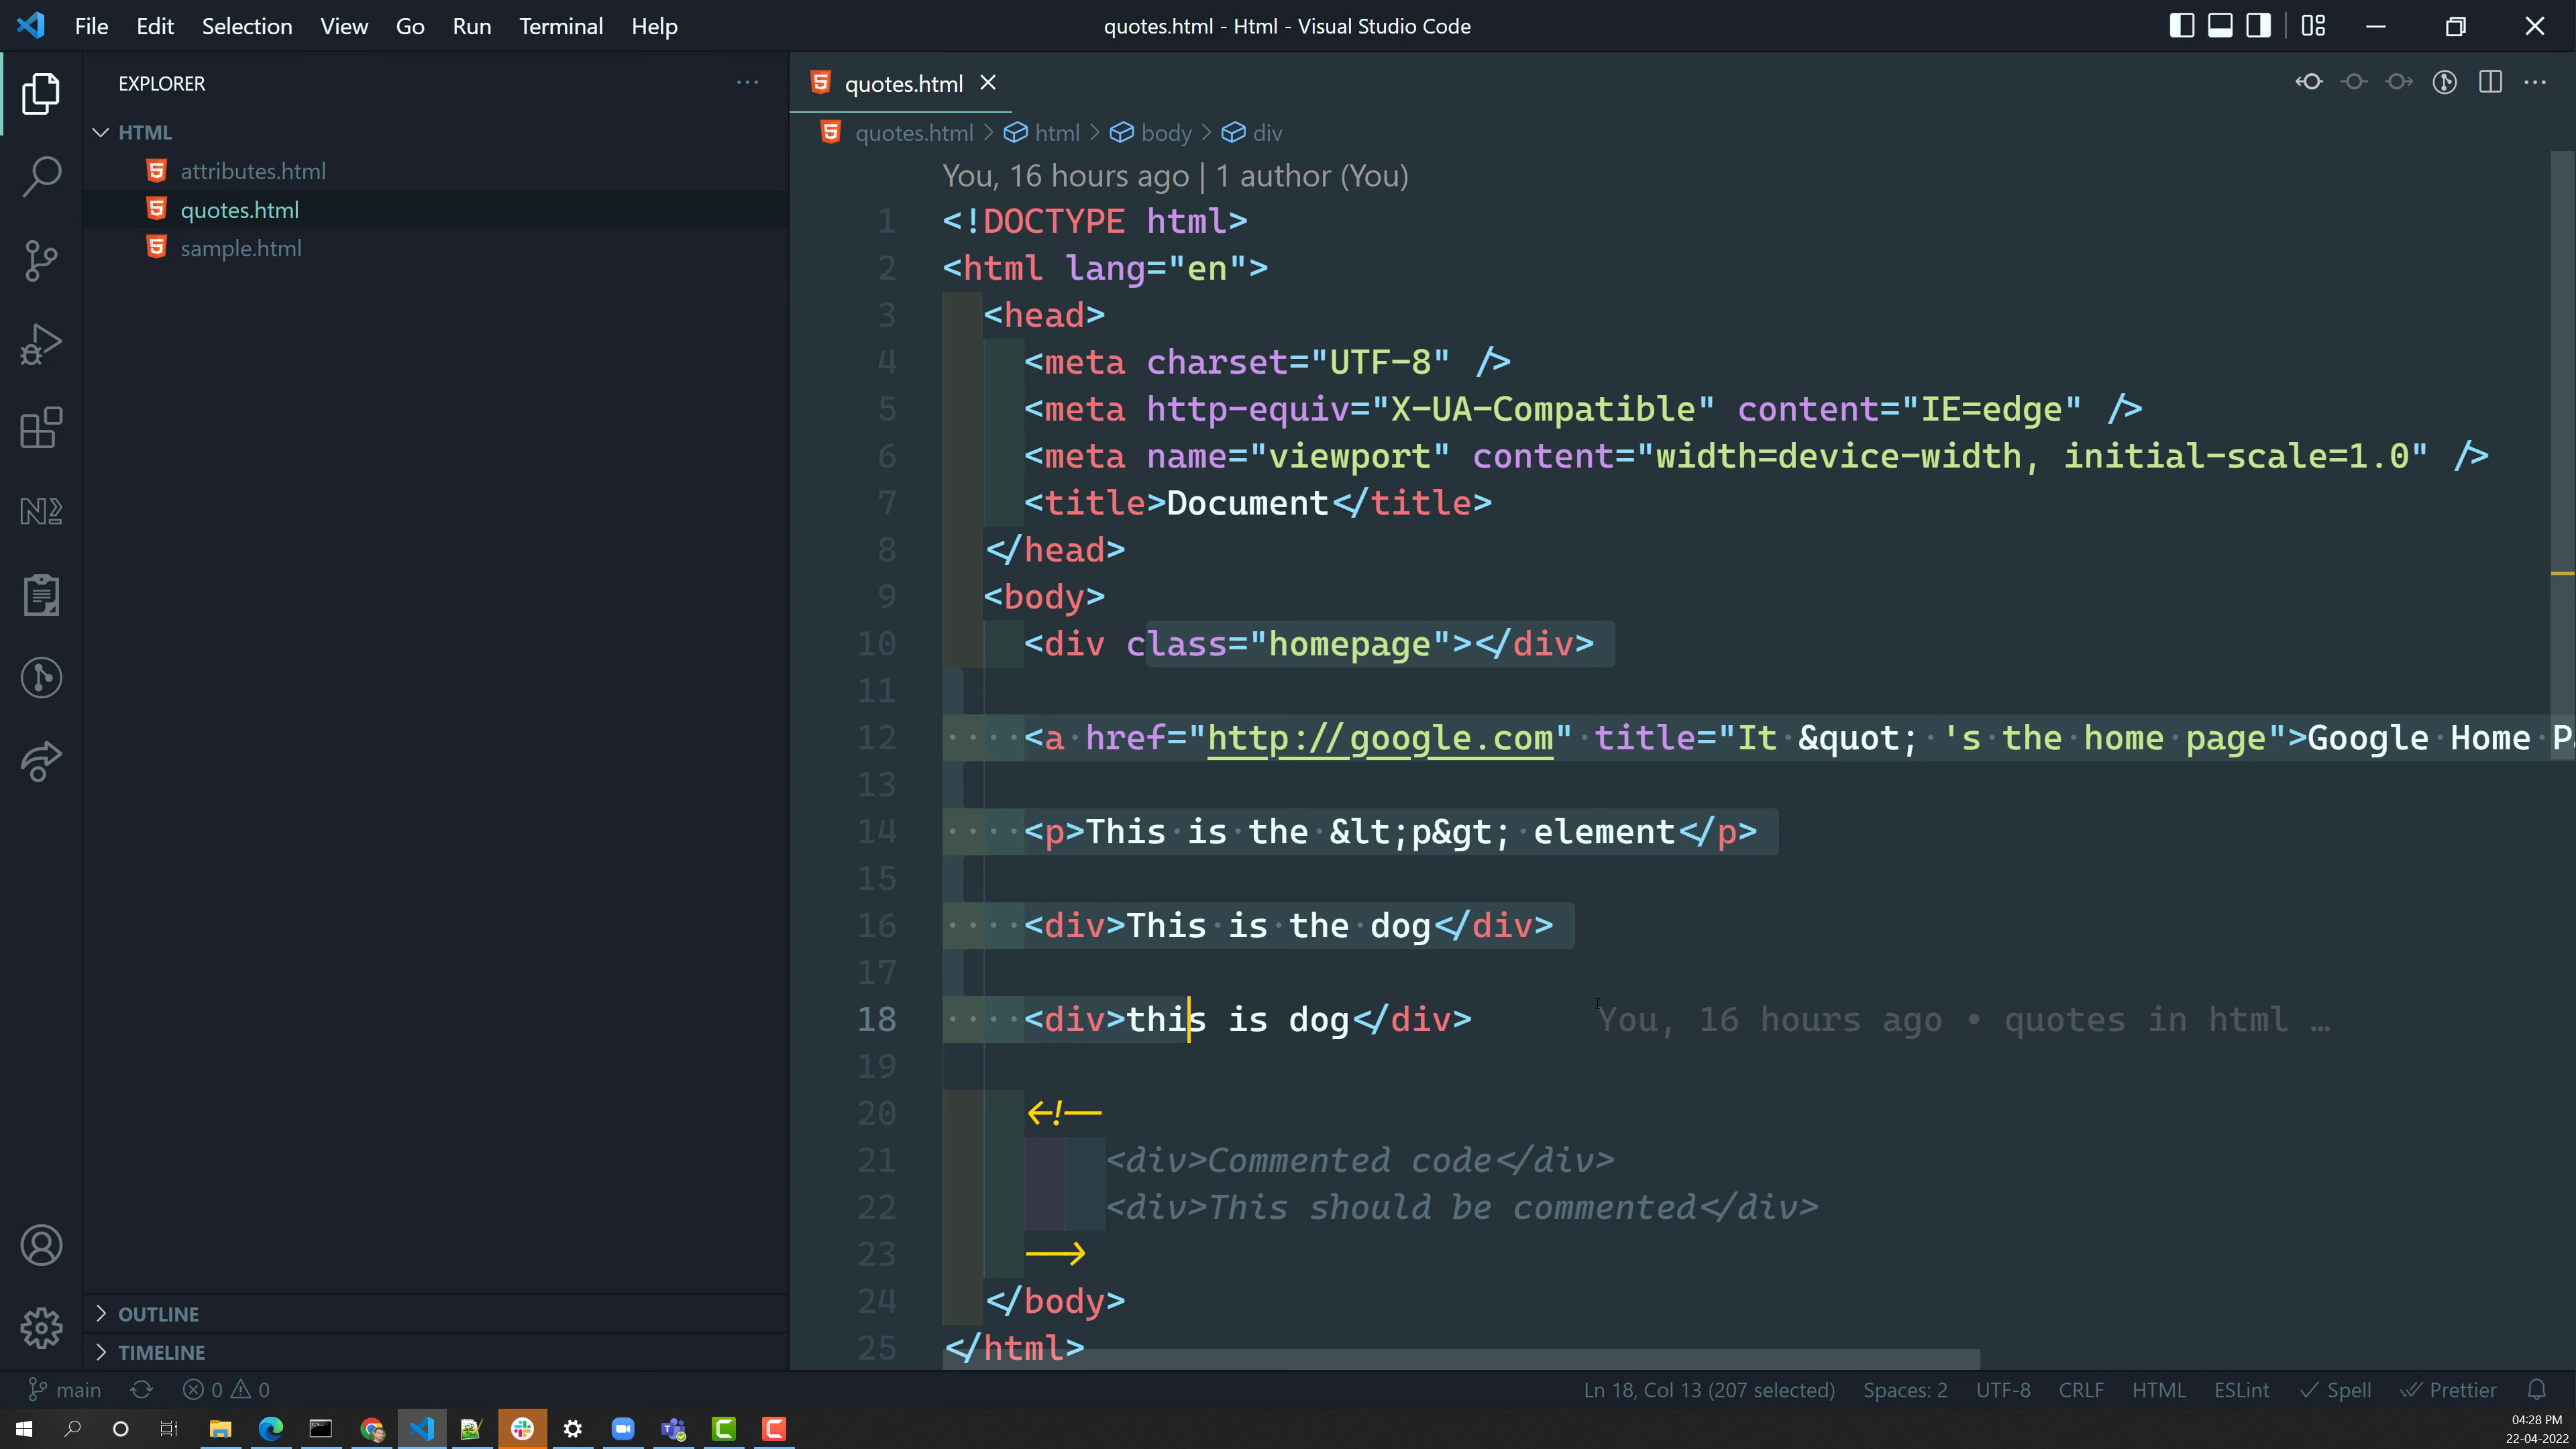 File Edit Selection View Go Run Terminal Help
quotes.html - Html - Visual Studio Code
EXPLORER
HTML
attributes.html
quotes.html
sample.html
OUTLINE
TIMELINE
quotes.html
quotes.html > html > body > div
You, 16 hours ago | 1 author (You)
1 <!DOCTYPE html>
2 <html lang="en">
3 <head>
4 <meta charset="UTF-8" />
5 <meta http-equiv="X-UA-Compatible" content="IE=edge" />
6 <meta name="viewport" content="width=device-width, initial-scale=1.0" />
7 <title>Document</title>
8 </head>
9 <body>
10 <div class="homepage"></div>
11
12 <a href="http://google.com" title="It &quot; 's the home page">Google Home
13
14 <p>This is the &lt;p&gt; element</p>
15
16 <div>This is the dog</div>
17
18 <div>this is dog</div> You, 16 hours ago • quotes in html …
19
20 <!--
21 <div>Commented code</div>
22 <div>This should be commented</div>
23 -->
24 </body>
25 </html>
main 0 0 Ln 18, Col 13 (207 selected) Spaces: 2 UTF-8 CRLF HTML ESLint Spell Prettier
04:28 PM
22-04-2022